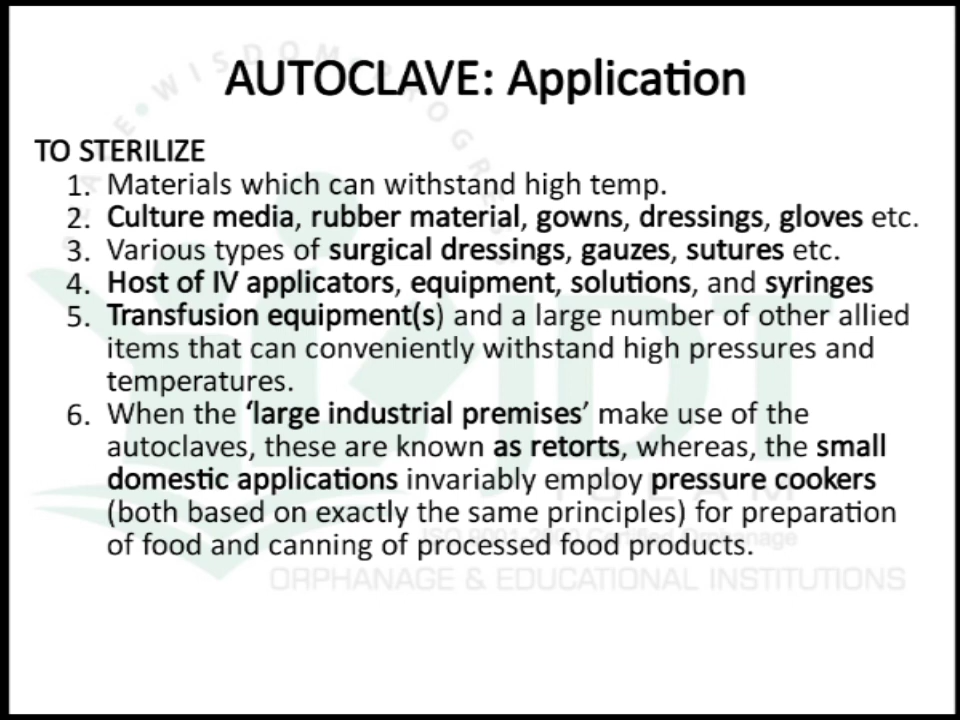 AUTOCLAVE: Application
TO STERILIZE
1. Materials which can withstand high temp.
2. Culture media, rubber material, gowns, dressings, gloves etc.
3. Various types of surgical dressings, gauzes, sutures etc.
4. Host of IV applicators, equipment, solutions, and syringes
5. Transfusion equipment(s) and a large number of other allied
items that can conveniently withstand high pressures and
temperatures.
6. When the ‘large industrial premises’ make use of the
autoclaves, these are known as retorts, whereas, the small
domestic applications invariably employ pressure cookers
(both based on exactly the same principles) for preparation
of food and canning of processed food products.
JDT
ISLAM
ORPHANAGE & EDUCATIONAL INSTITUTIONS